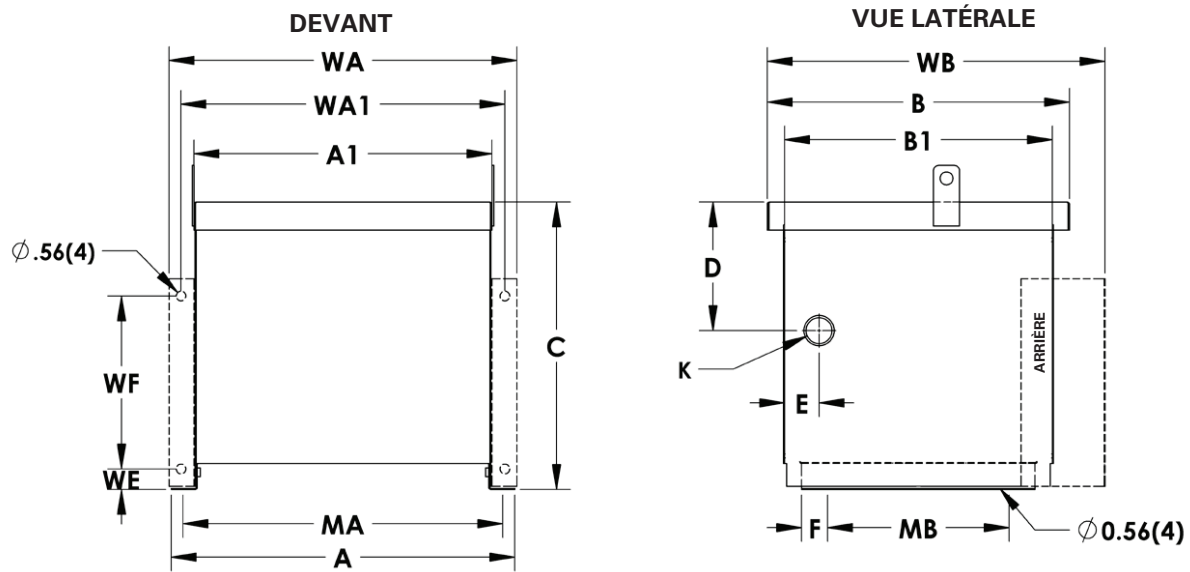 DEVANT
WA
WA1
A1
∅.56(4)
WF
WE
C
MA
A
VUE LATÉRALE
WB
B
B1
D
K
E
ARRIÈRE
F
MB
∅0.56(4)